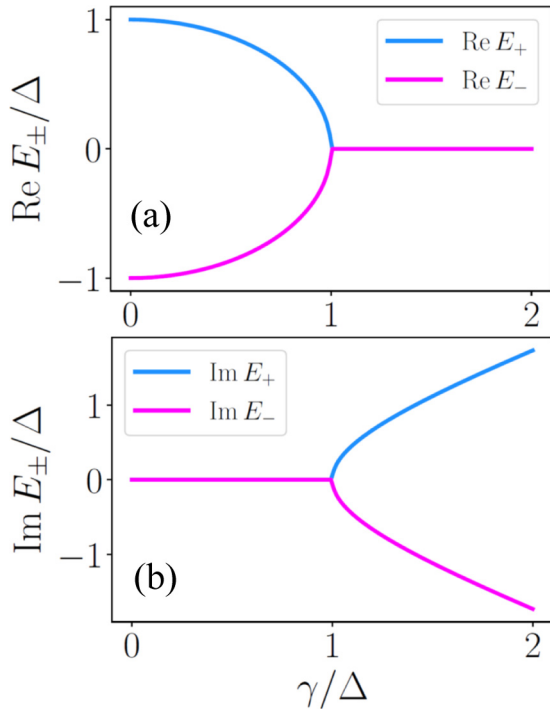 Re E₊
Re E₋
1
0
−1
Re E±/Δ
(a)
0
1
2
Im E₊
Im E₋
1
0
−1
Im E±/Δ
(b)
0
1
2
γ/Δ